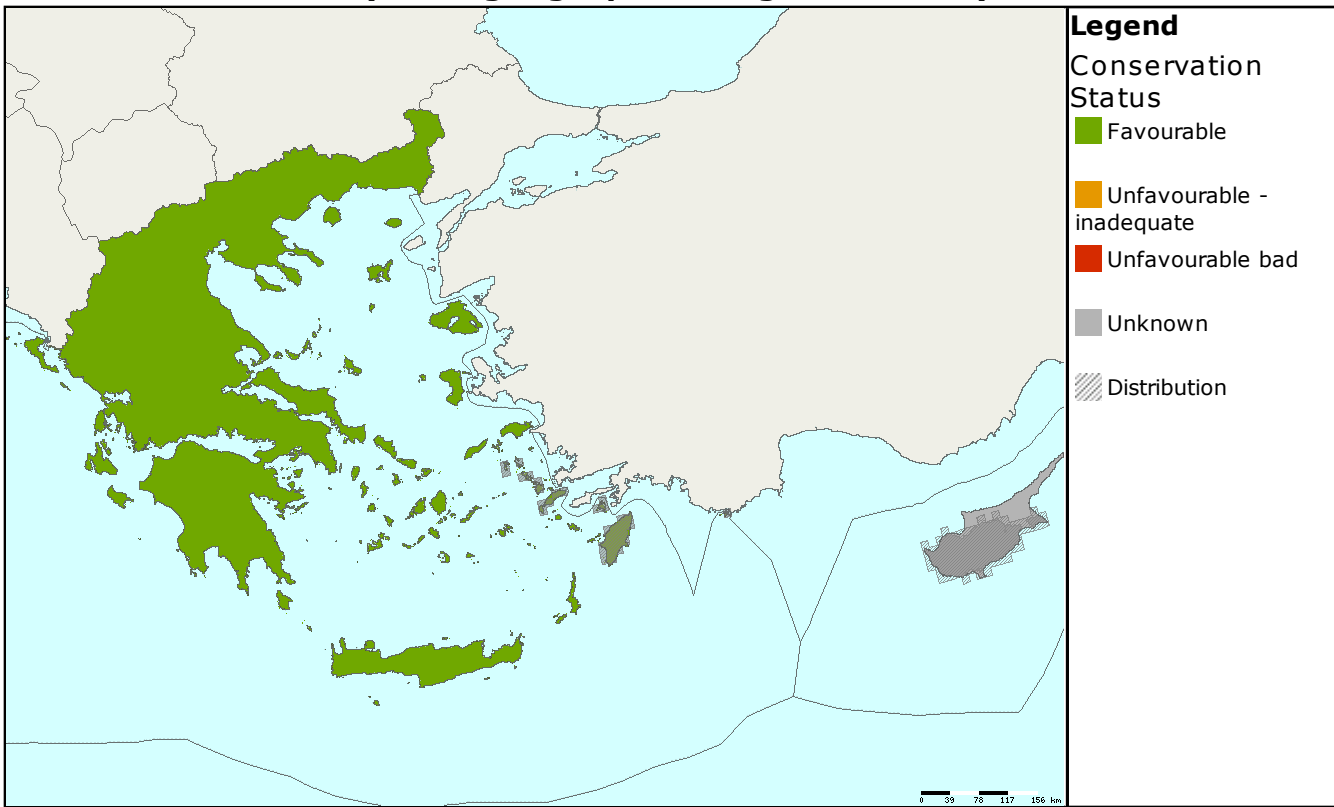 Legend
Conservation
Status
Favourable
Unfavourable -
inadequate
Unfavourable bad
Unknown
Distribution
0 39 78 117 156 km